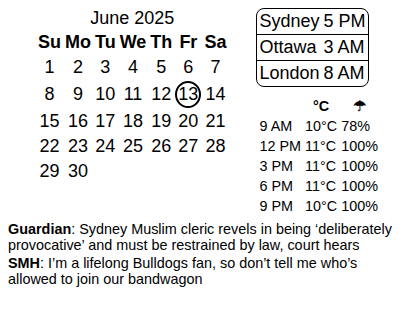 June 2025
Su Mo Tu We Th Fr Sa
1 2 3 4 5 6 7
8 9 10 11 12 13 14
15 16 17 18 19 20 21
22 23 24 25 26 27 28
29 30
Sydney 5 PM
Ottawa 3 AM
London 8 AM
°C ☂
9 AM 10°C 78%
12 PM 11°C 100%
3 PM 11°C 100%
6 PM 11°C 100%
9 PM 10°C 100%
Guardian: Sydney Muslim cleric revels in being ‘deliberately
provocative’ and must be restrained by law, court hears
SMH: I’m a lifelong Bulldogs fan, so don’t tell me who’s
allowed to join our bandwagon